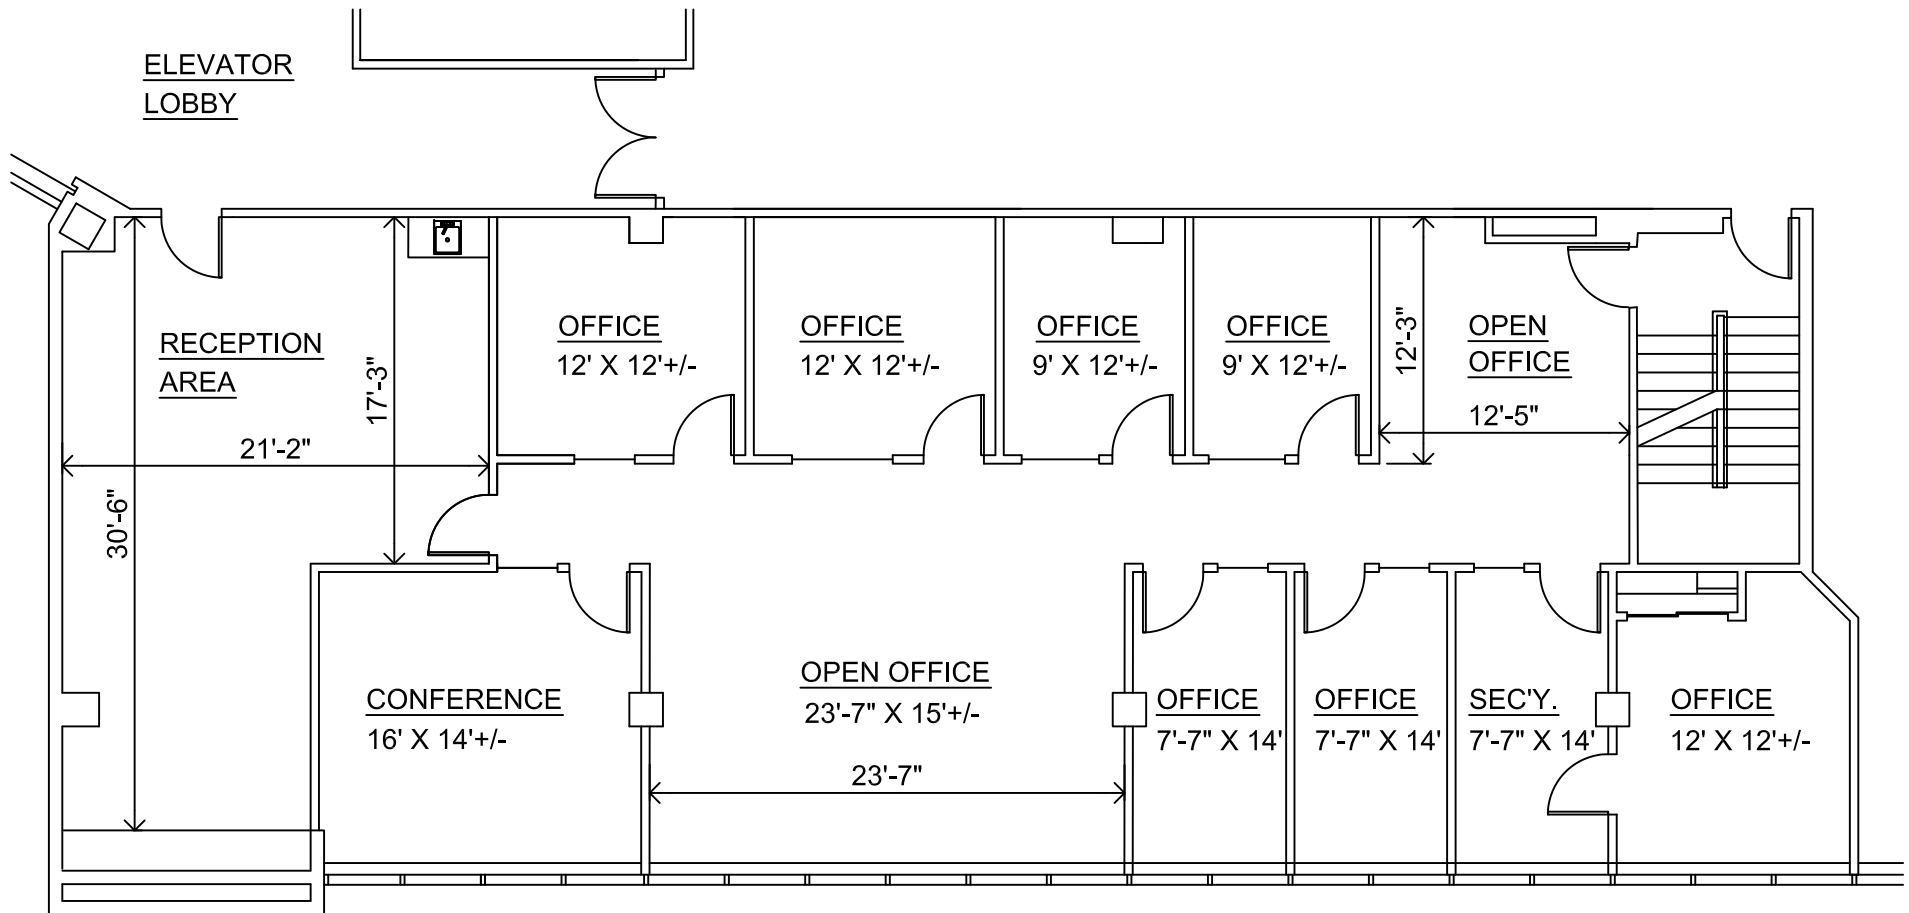 ELEVATOR
LOBBY
RECEPTION
AREA
21'-2"
30'-6"
17'-3"
OFFICE
12' X 12'+/-
OFFICE
12' X 12'+/-
OFFICE
9' X 12'+/-
OFFICE
9' X 12'+/-
12'-3"
OPEN
OFFICE
12'-5"
CONFERENCE
16' X 14'+/-
OPEN OFFICE
23'-7" X 15'+/-
23'-7"
OFFICE
7'-7" X 14'
OFFICE
7'-7" X 14'
SEC'Y.
7'-7" X 14'
OFFICE
12' X 12'+/-